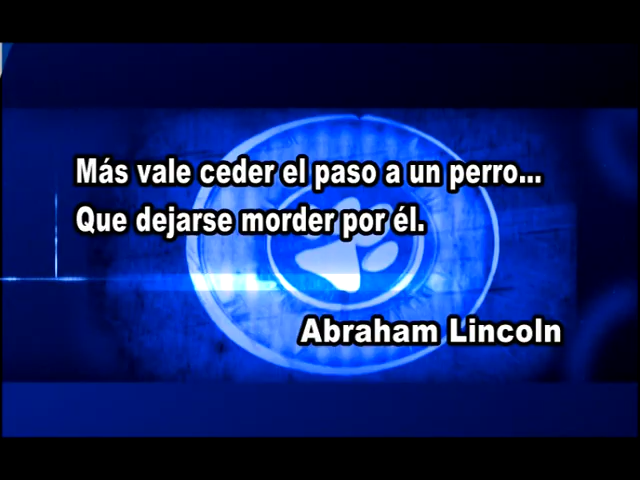 Más vale ceder el paso a un perro...
Que dejarse morder por él.
Abraham Lincoln